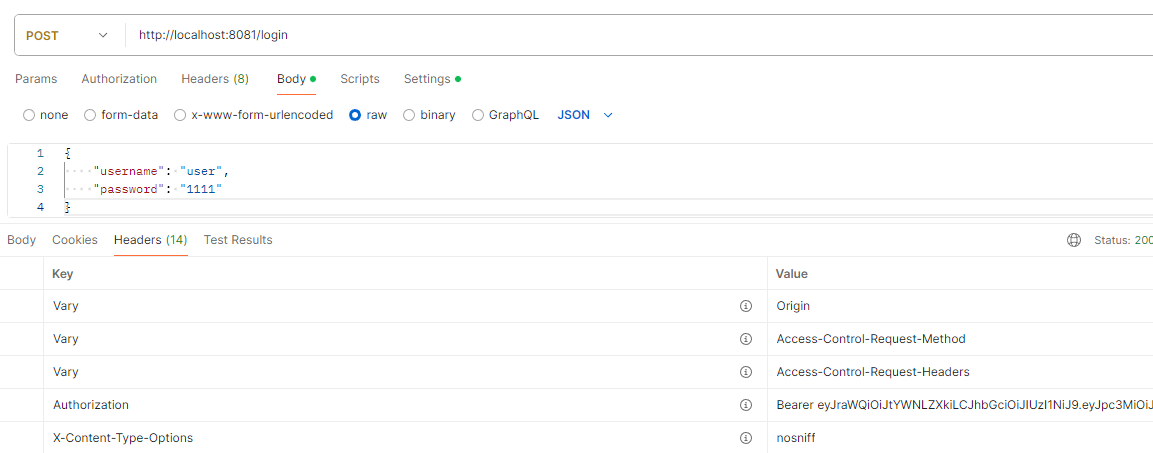 POST http://localhost:8081/login
Params Authorization Headers (8) Body Scripts Settings
none form-data x-www-form-urlencoded raw binary GraphQL JSON
1 {
2 "username": "user",
3 "password": "1111"
4 }
Body Cookies Headers (14) Test Results Status: 200
Key Value
Vary Origin
Vary Access-Control-Request-Method
Vary Access-Control-Request-Headers
Authorization Bearer eyJraWQiOiJtYWNLZXkiLCJhbGciOiJIUzI1NiJ9.eyJpc3MiOiJ
X-Content-Type-Options nosniff